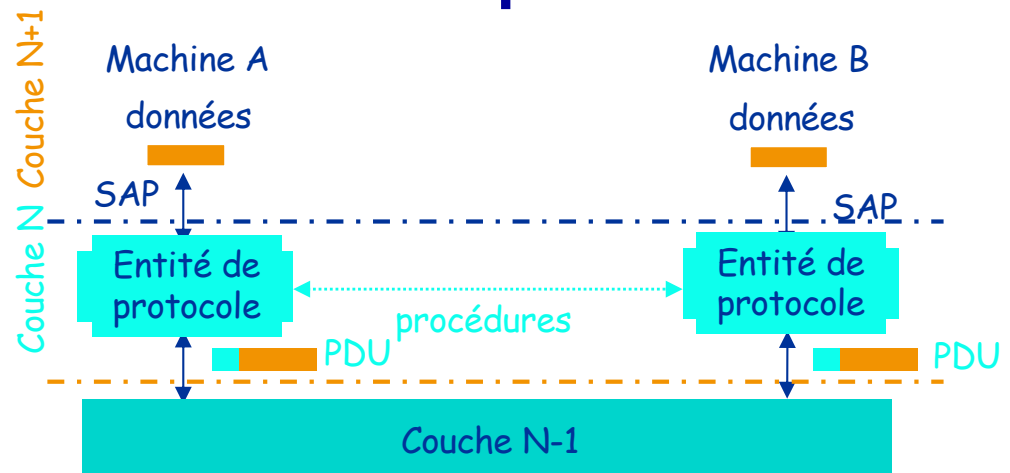 Couche N+1
Machine A
Machine B
données
données
SAP
SAP
Couche N
Entité de
protocole
Entité de
protocole
procédures
PDU
PDU
Couche N-1